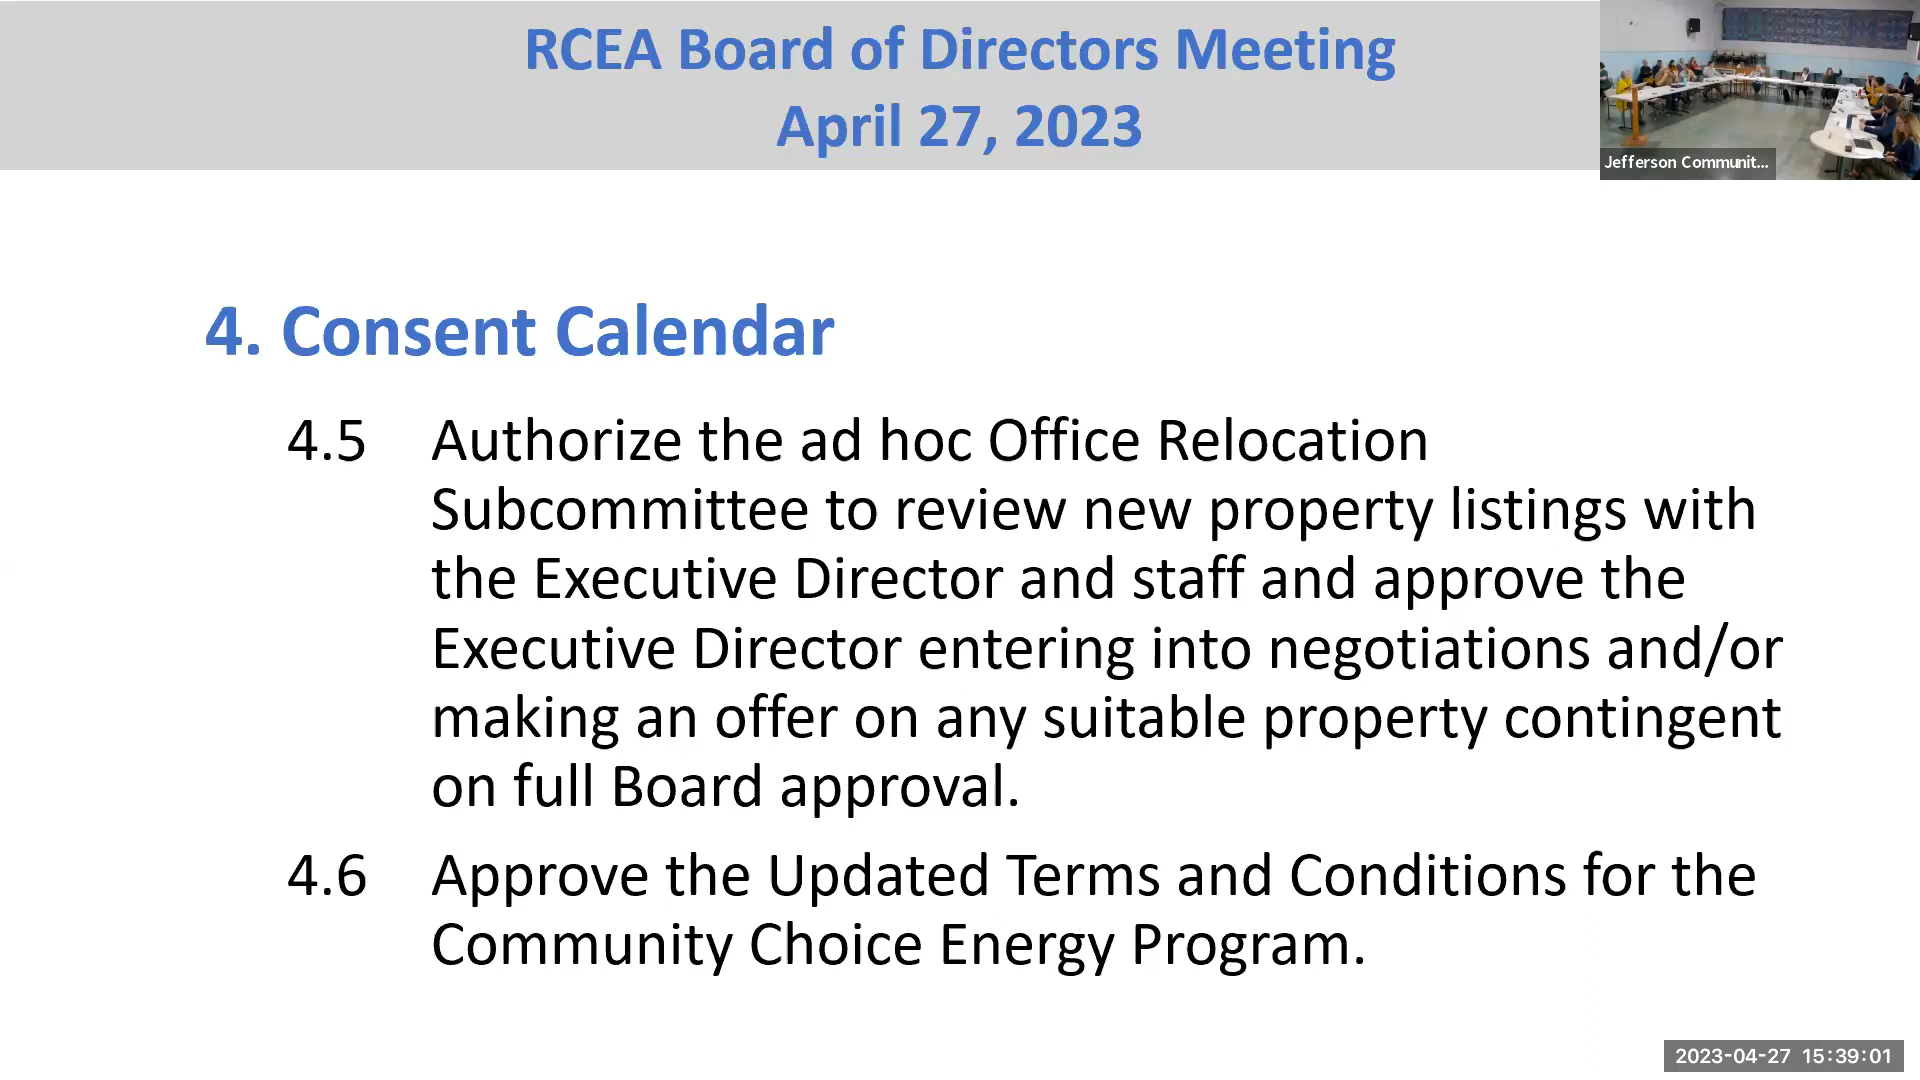 RCEA Board of Directors Meeting
April 27, 2023
Jefferson Communit...
4. Consent Calendar
4.5 Authorize the ad hoc Office Relocation
Subcommittee to review new property listings with
the Executive Director and staff and approve the
Executive Director entering into negotiations and/or
making an offer on any suitable property contingent
on full Board approval.
4.6 Approve the Updated Terms and Conditions for the
Community Choice Energy Program.
2023-04-27 15:39:01